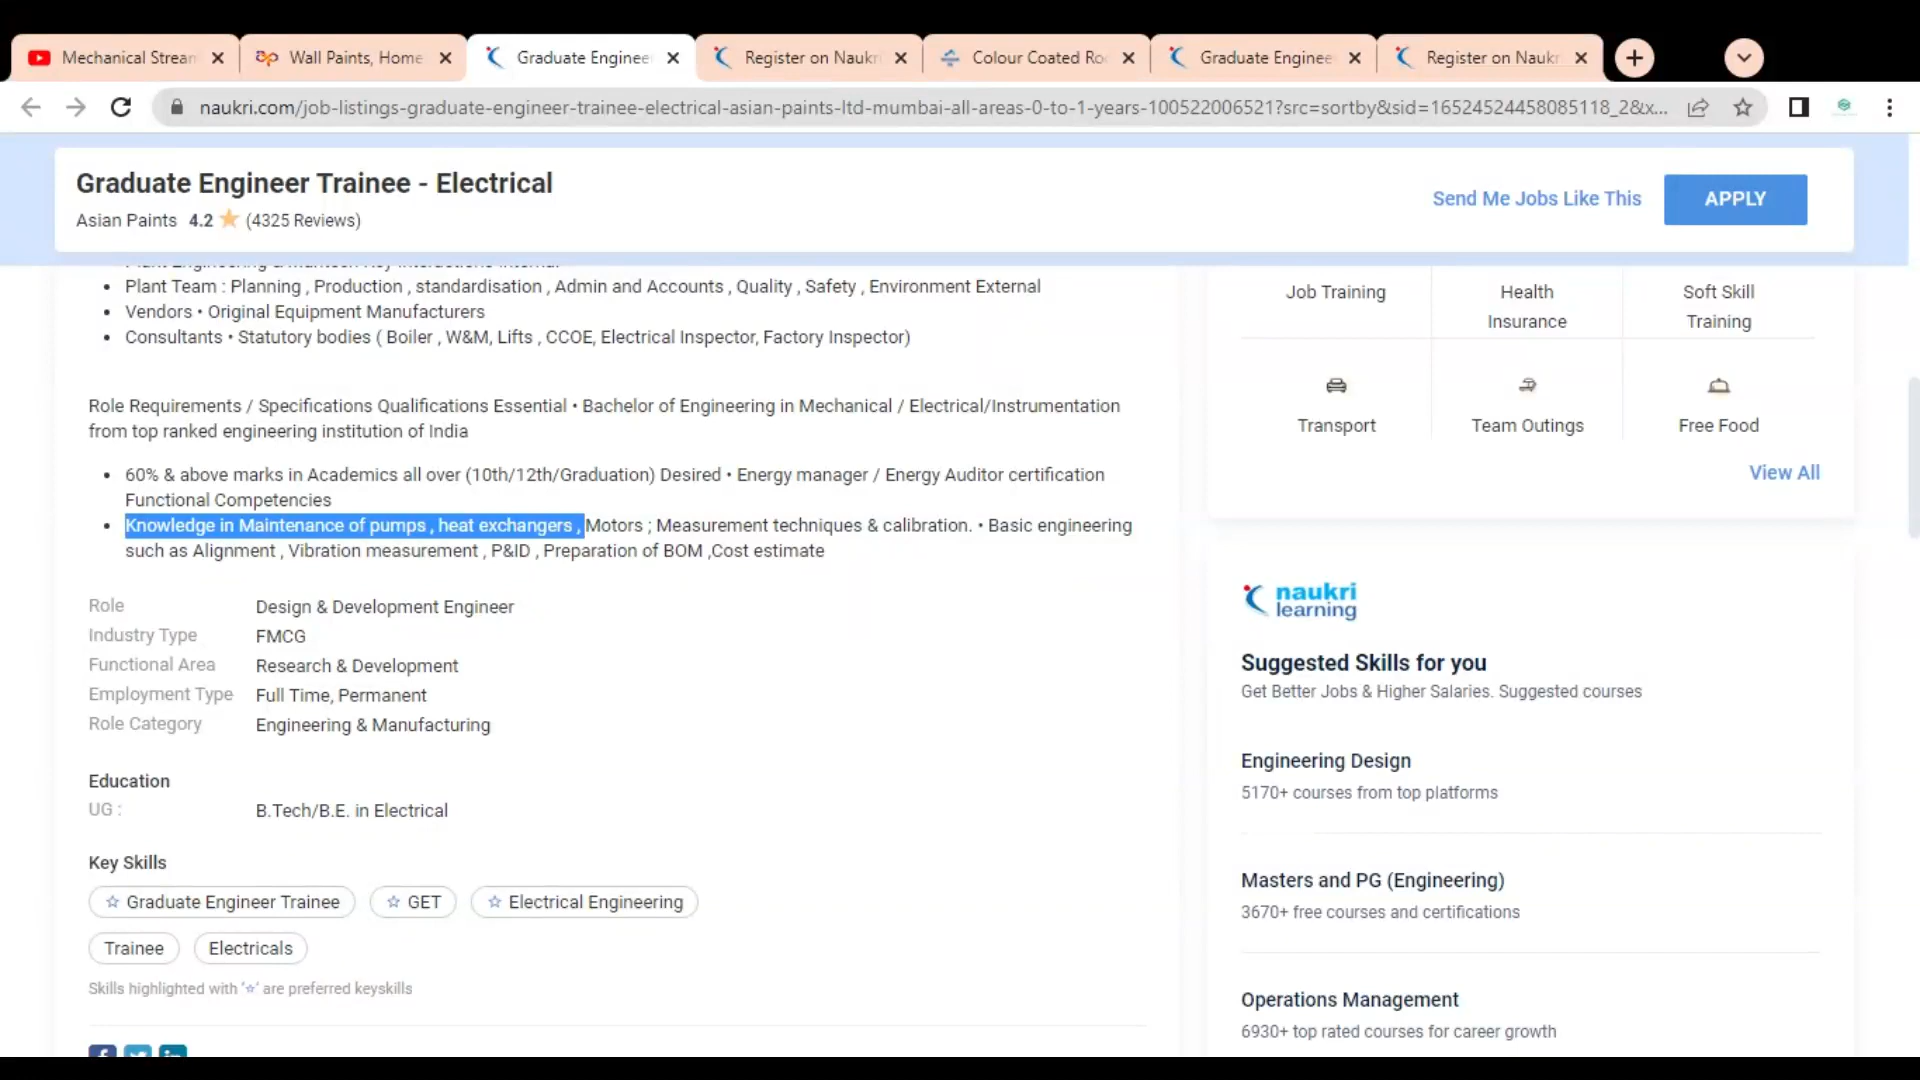 Mechanical Stream
Wall Paints, Home
Graduate Enginee
Register on Naukr
Colour Coated Ro
Graduate Enginee
Register on Naukr
naukri.com/job-listings-graduate-engineer-trainee-electrical-asian-paints-ltd-mumbai-all-areas-0-to-1-years-100522006521?src=sortby&sid=16524524458085118_2&x...
Graduate Engineer Trainee - Electrical
Asian Paints 4.2 (4325 Reviews)
Send Me Jobs Like This
APPLY
• Plant Team : Planning , Production , standardisation , Admin and Accounts , Quality , Safety , Environment External
• Vendors • Original Equipment Manufacturers
• Consultants • Statutory bodies ( Boiler , W&M, Lifts , CCOE, Electrical Inspector, Factory Inspector)
Role Requirements / Specifications Qualifications Essential • Bachelor of Engineering in Mechanical / Electrical/Instrumentation
from top ranked engineering institution of India
• 60% & above marks in Academics all over (10th/12th/Graduation) Desired • Energy manager / Energy Auditor certification
Functional Competencies
• Knowledge in Maintenance of pumps , heat exchangers , Motors ; Measurement techniques & calibration. • Basic engineering
such as Alignment , Vibration measurement , P&ID , Preparation of BOM ,Cost estimate
Role Design & Development Engineer
Industry Type FMCG
Functional Area Research & Development
Employment Type Full Time, Permanent
Role Category Engineering & Manufacturing
Education
UG : B.Tech/B.E. in Electrical
Key Skills
Graduate Engineer Trainee
GET
Electrical Engineering
Trainee
Electricals
Skills highlighted with '☆' are preferred keyskills
Job Training
Health
Insurance
Soft Skill
Training
Transport
Team Outings
Free Food
View All
naukri
learning
Suggested Skills for you
Get Better Jobs & Higher Salaries. Suggested courses
Engineering Design
5170+ courses from top platforms
Masters and PG (Engineering)
3670+ free courses and certifications
Operations Management
6930+ top rated courses for career growth